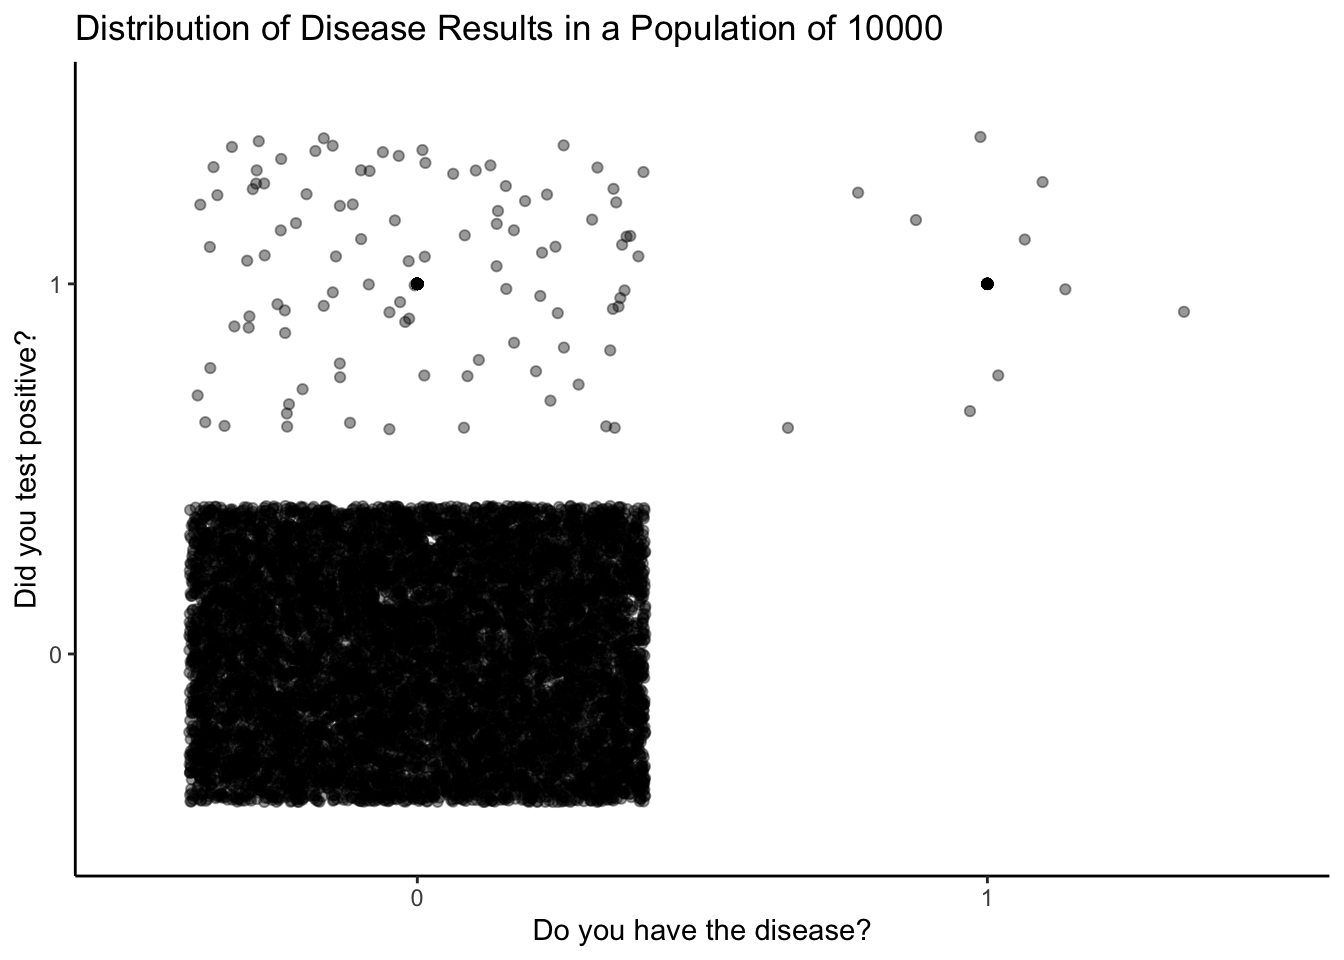 Distribution of Disease Results in a Population of 10000
Did you test positive?
1
0
0
1
Do you have the disease?